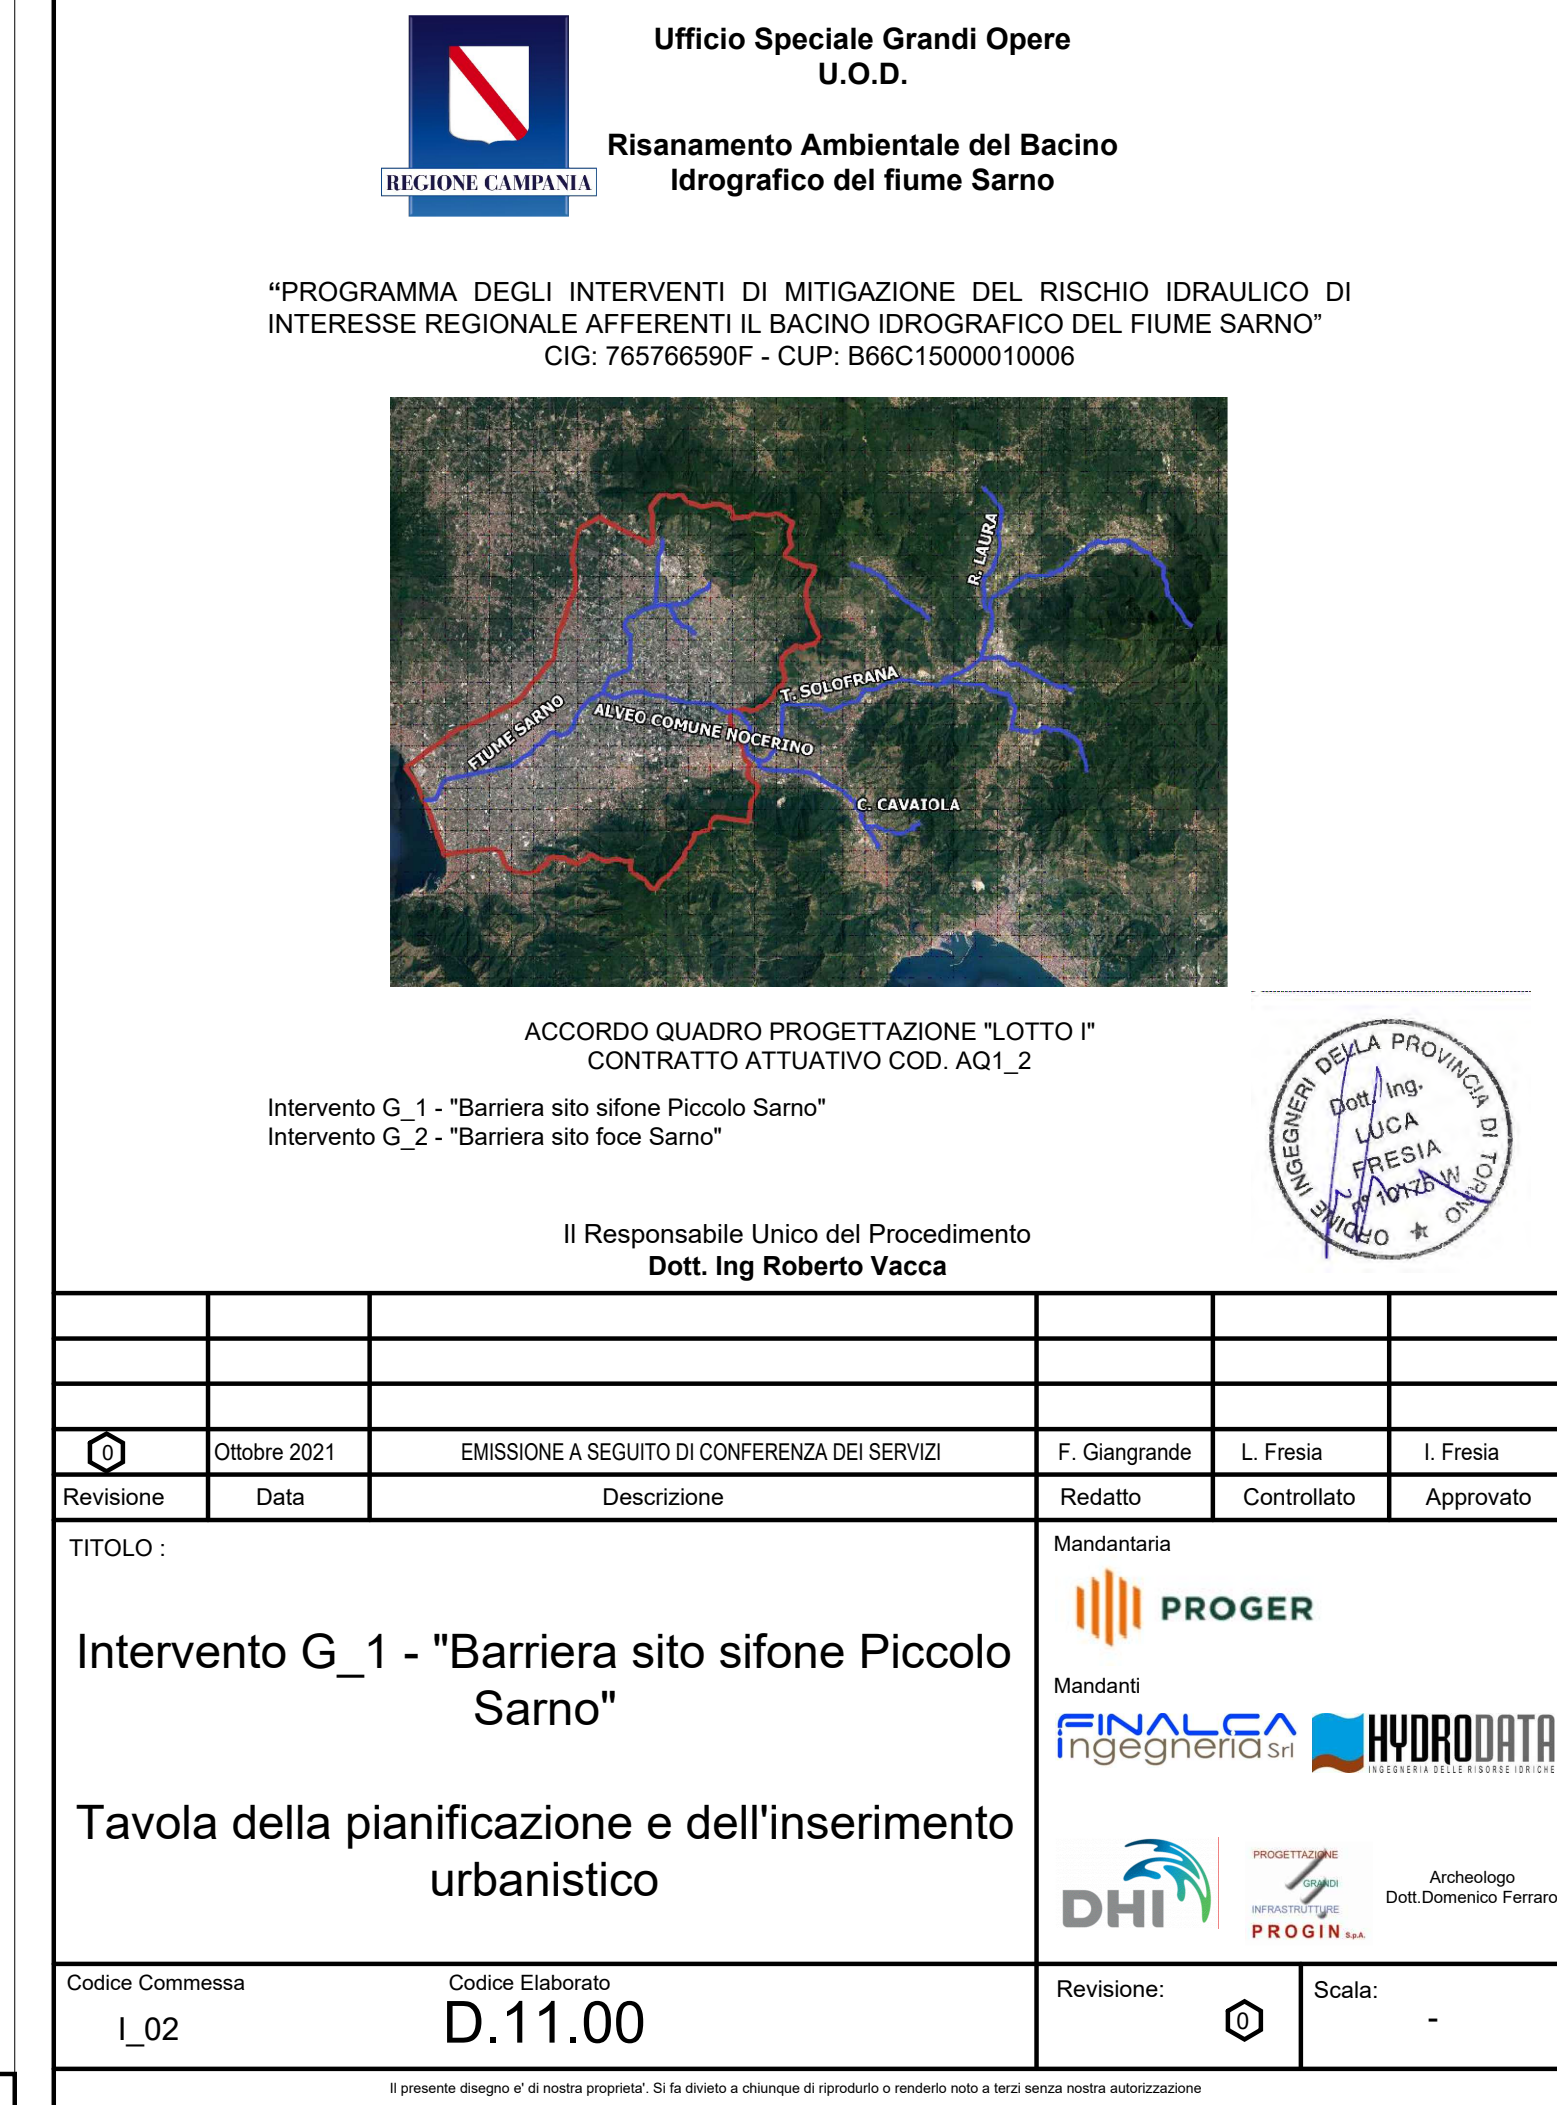 Ufficio Speciale Grandi Opere
U.O.D.
Risanamento Ambientale del Bacino
Idrografico del fiume Sarno
REGIONE CAMPANIA
“PROGRAMMA DEGLI INTERVENTI DI MITIGAZIONE DEL RISCHIO IDRAULICO DI
INTERESSE REGIONALE AFFERENTI IL BACINO IDROGRAFICO DEL FIUME SARNO”
CIG: 765766590F - CUP: B66C15000010006
R. LAURA
T. SOLOFRANA
FIUME SARNO
ALVEO COMUNE NOCERINO
C. CAVAIOLA
ACCORDO QUADRO PROGETTAZIONE "LOTTO I"
CONTRATTO ATTUATIVO COD. AQ1_2
Intervento G_1 - "Barriera sito sifone Piccolo Sarno"
Intervento G_2 - "Barriera sito foce Sarno"
ORDINE INGEGNERI DELLA PROVINCIA DI TORINO
Dott. Ing.
LUCA
FRESIA
n° 10176 W
Il Responsabile Unico del Procedimento
Dott. Ing Roberto Vacca
0 Ottobre 2021 EMISSIONE A SEGUITO DI CONFERENZA DEI SERVIZI F. Giangrande L. Fresia I. Fresia
Revisione Data Descrizione Redatto Controllato Approvato
TITOLO :
Intervento G_1 - "Barriera sito sifone Piccolo
Sarno"
Tavola della pianificazione e dell'inserimento
urbanistico
Mandantaria
PROGER
Mandanti
FINALCA
ingegneria Srl
HYDRODATA
INGEGNERIA DELLE RISORSE IDRICHE
DHI
PROGETTAZIONE
GRANDI
INFRASTRUTTURE
PROGIN S.p.A.
Archeologo
Dott.Domenico Ferraro
Codice Commessa
I_02
Codice Elaborato
D.11.00
Revisione:
0
Scala:
-
Il presente disegno e' di nostra proprieta'. Si fa divieto a chiunque di riprodurlo o renderlo noto a terzi senza nostra autorizzazione